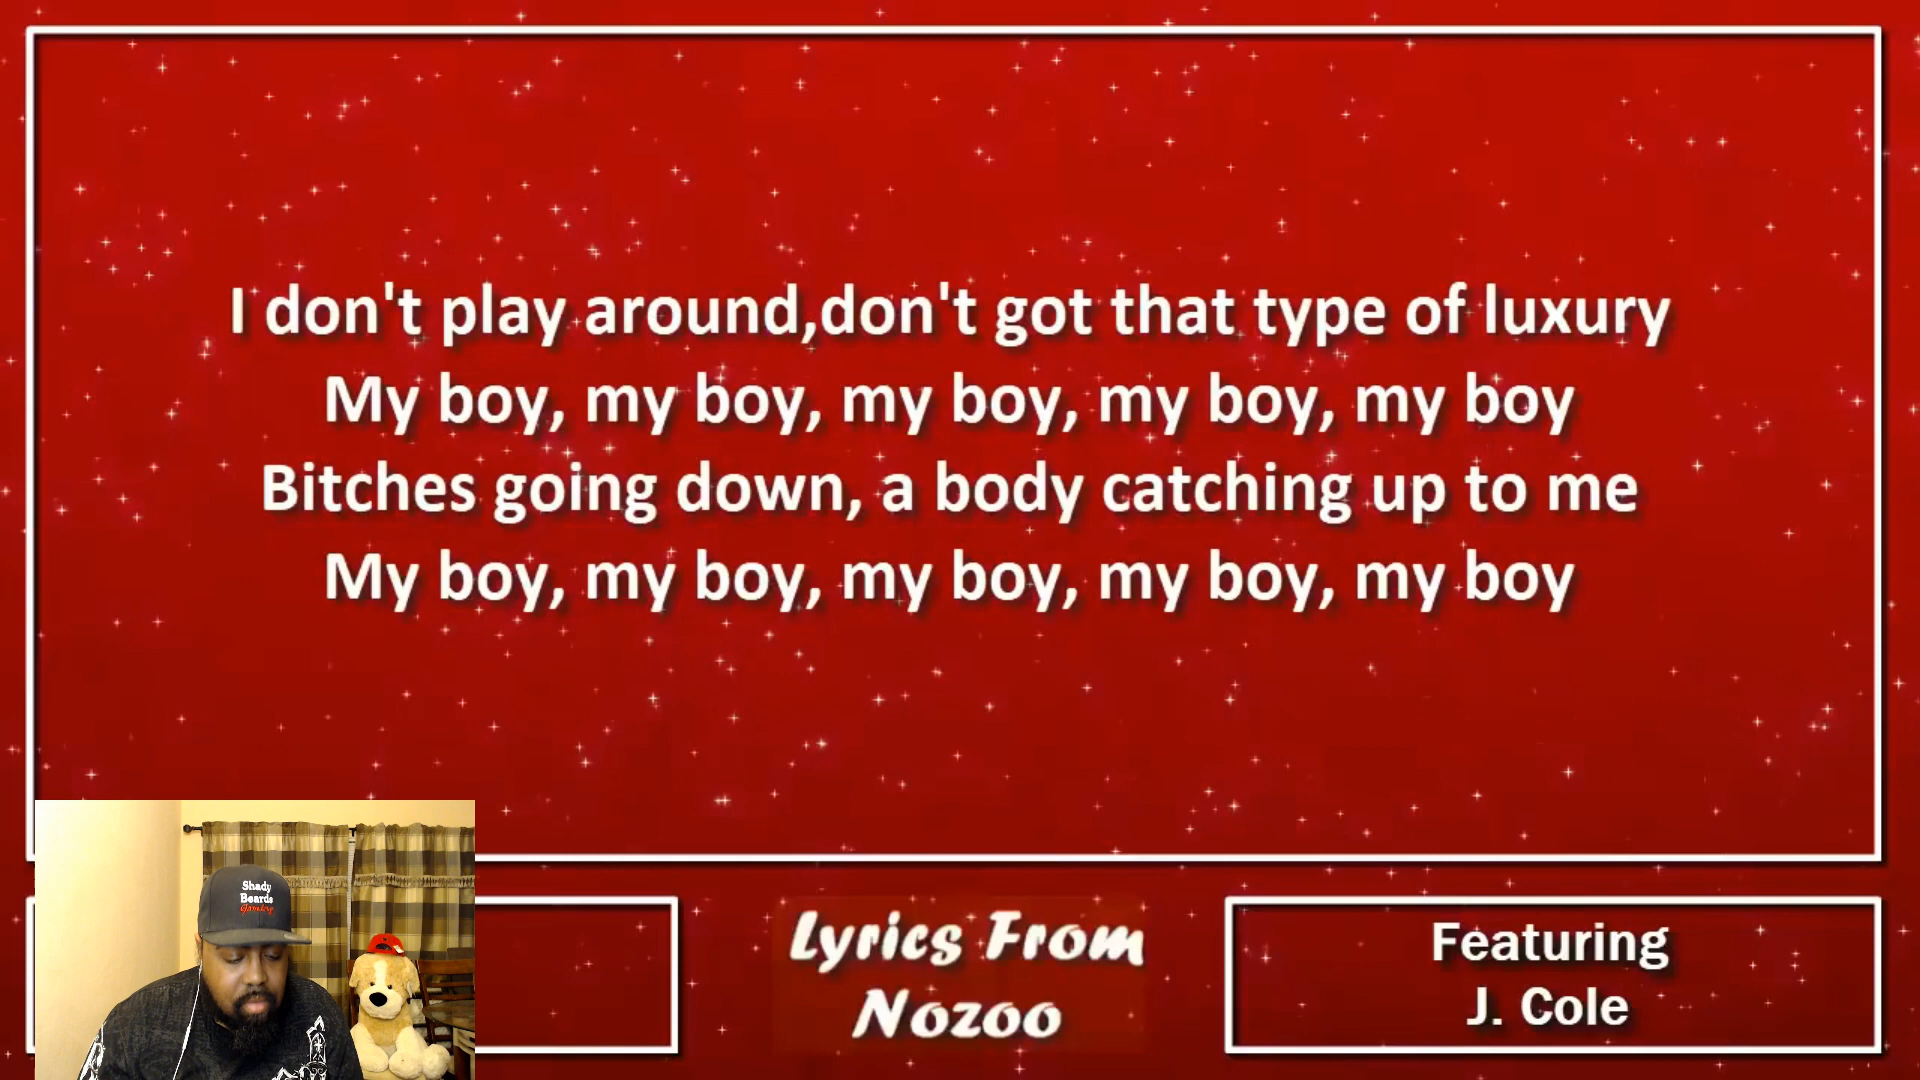 I don't play around,don't got that type of luxury
My boy, my boy, my boy, my boy, my boy
Bitches going down, a body catching up to me
My boy, my boy, my boy, my boy, my boy
Shady
Beards
Gaming
Lyrics From
Nozoo
Featuring
J. Cole